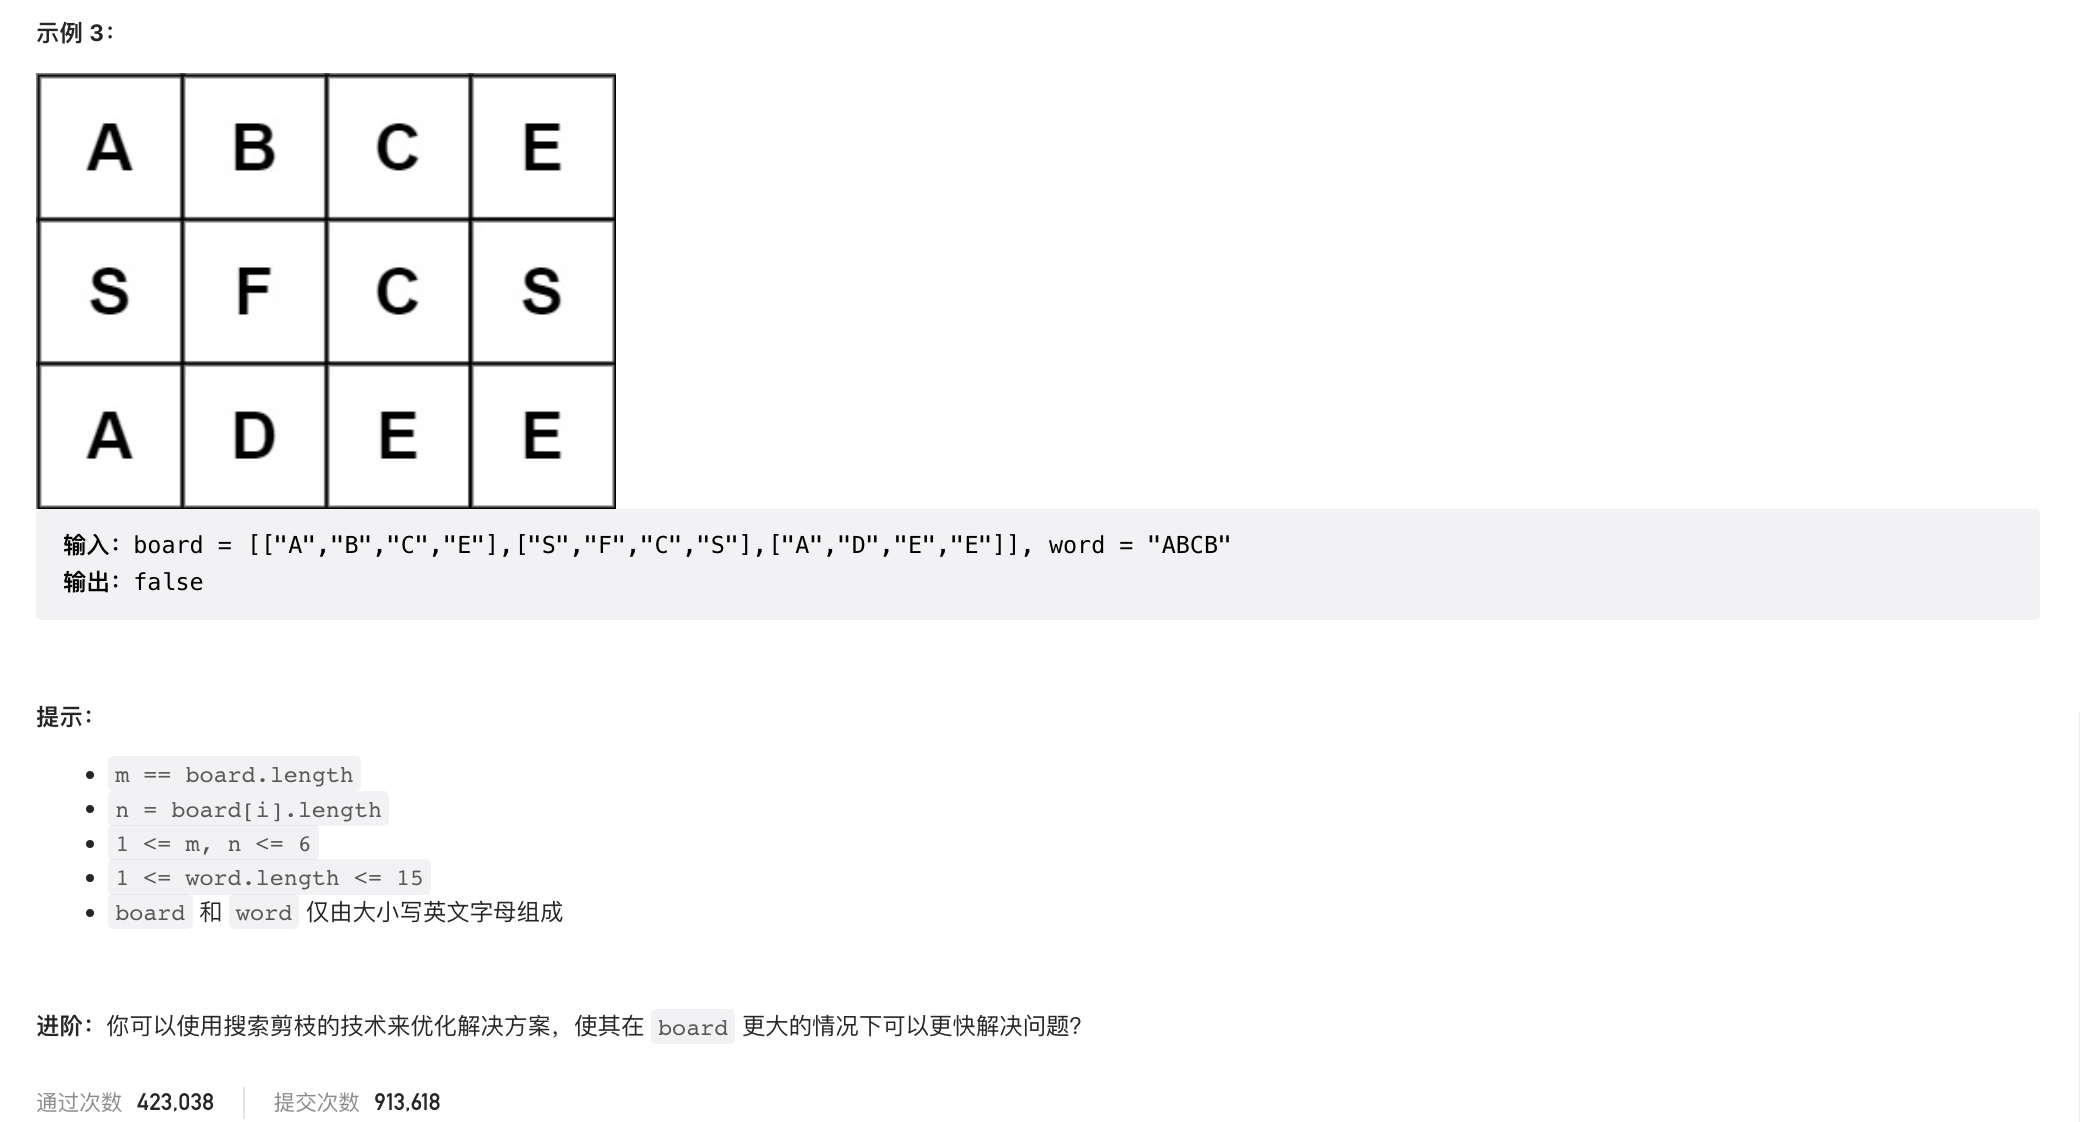 示例 3：
A B C E
S F C S
A D E E
输入：board = [["A","B","C","E"],["S","F","C","S"],["A","D","E","E"]], word = "ABCB"
输出：false
提示：
m == board.length
n = board[i].length
1 <= m, n <= 6
1 <= word.length <= 15
board 和 word 仅由大小写英文字母组成
进阶：你可以使用搜索剪枝的技术来优化解决方案，使其在 board 更大的情况下可以更快解决问题？
通过次数 423,038 提交次数 913,618